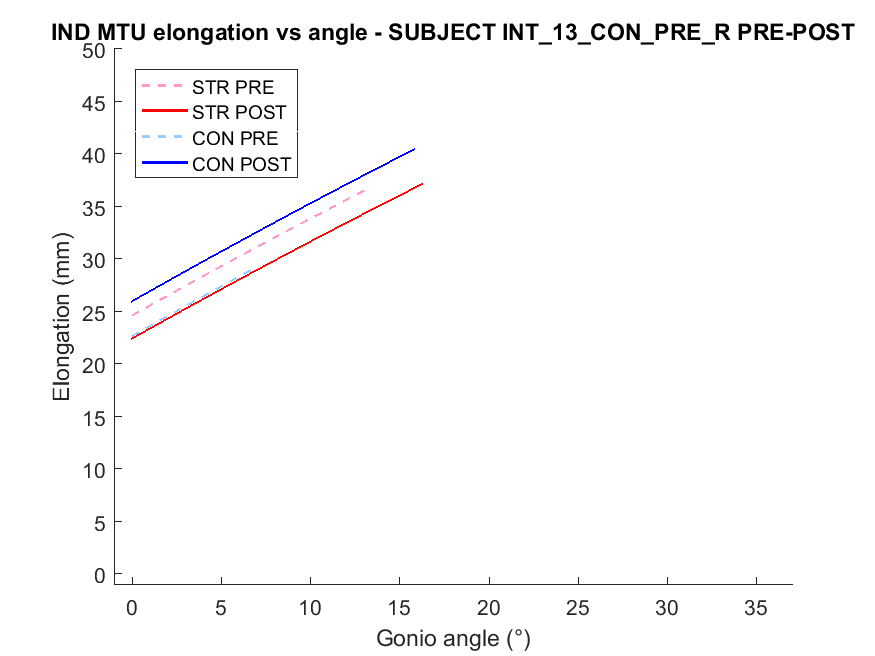 IND MTU elongation vs angle - SUBJECT INT_13_CON_PRE_R PRE-POST
50
45
40
35
30
25
20
15
10
5
0
Elongation (mm)
STR PRE
STR POST
CON PRE
CON POST
0 5 10 15 20 25 30 35
Gonio angle (°)